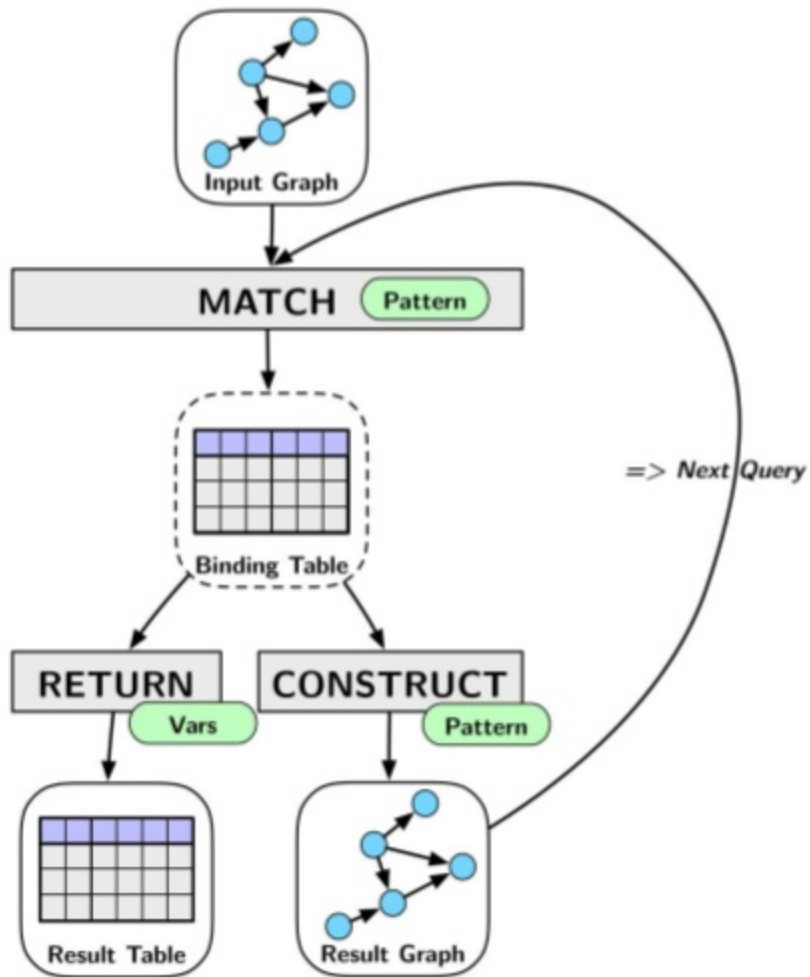 Input Graph
MATCH Pattern
=> Next Query
Binding Table
RETURN
Vars
CONSTRUCT
Pattern
Result Table
Result Graph